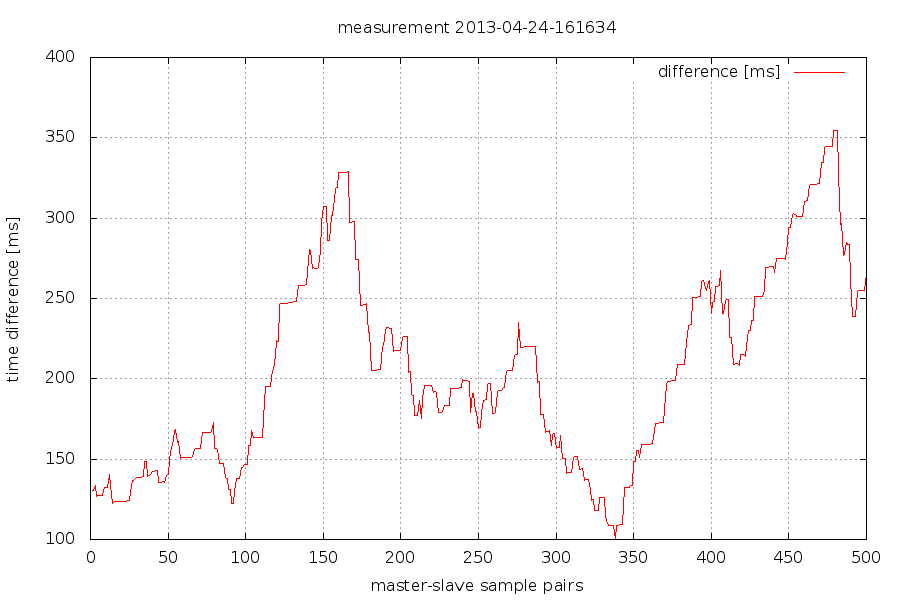 measurement 2013-04-24-161634
difference [ms]
400
350
300
250
200
150
100
time difference [ms]
0 50 100 150 200 250 300 350 400 450 500
master-slave sample pairs